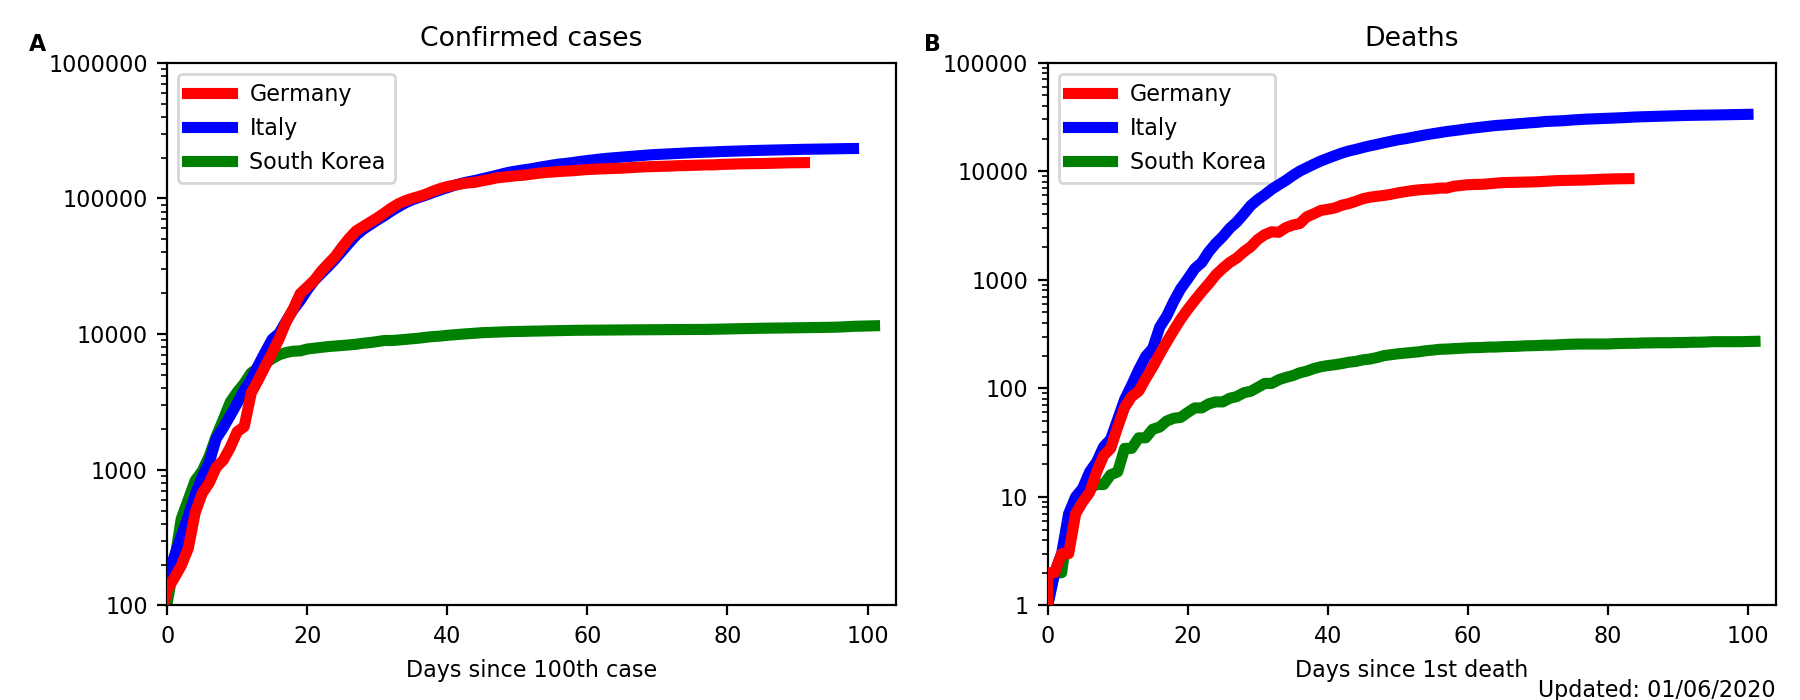 A
Confirmed cases
1000000
100000
10000
1000
100
Germany
Italy
South Korea
0 20 40 60 80 100
Days since 100th case
B
Deaths
100000
10000
1000
100
10
1
Germany
Italy
South Korea
0 20 40 60 80 100
Days since 1st death
Updated: 01/06/2020